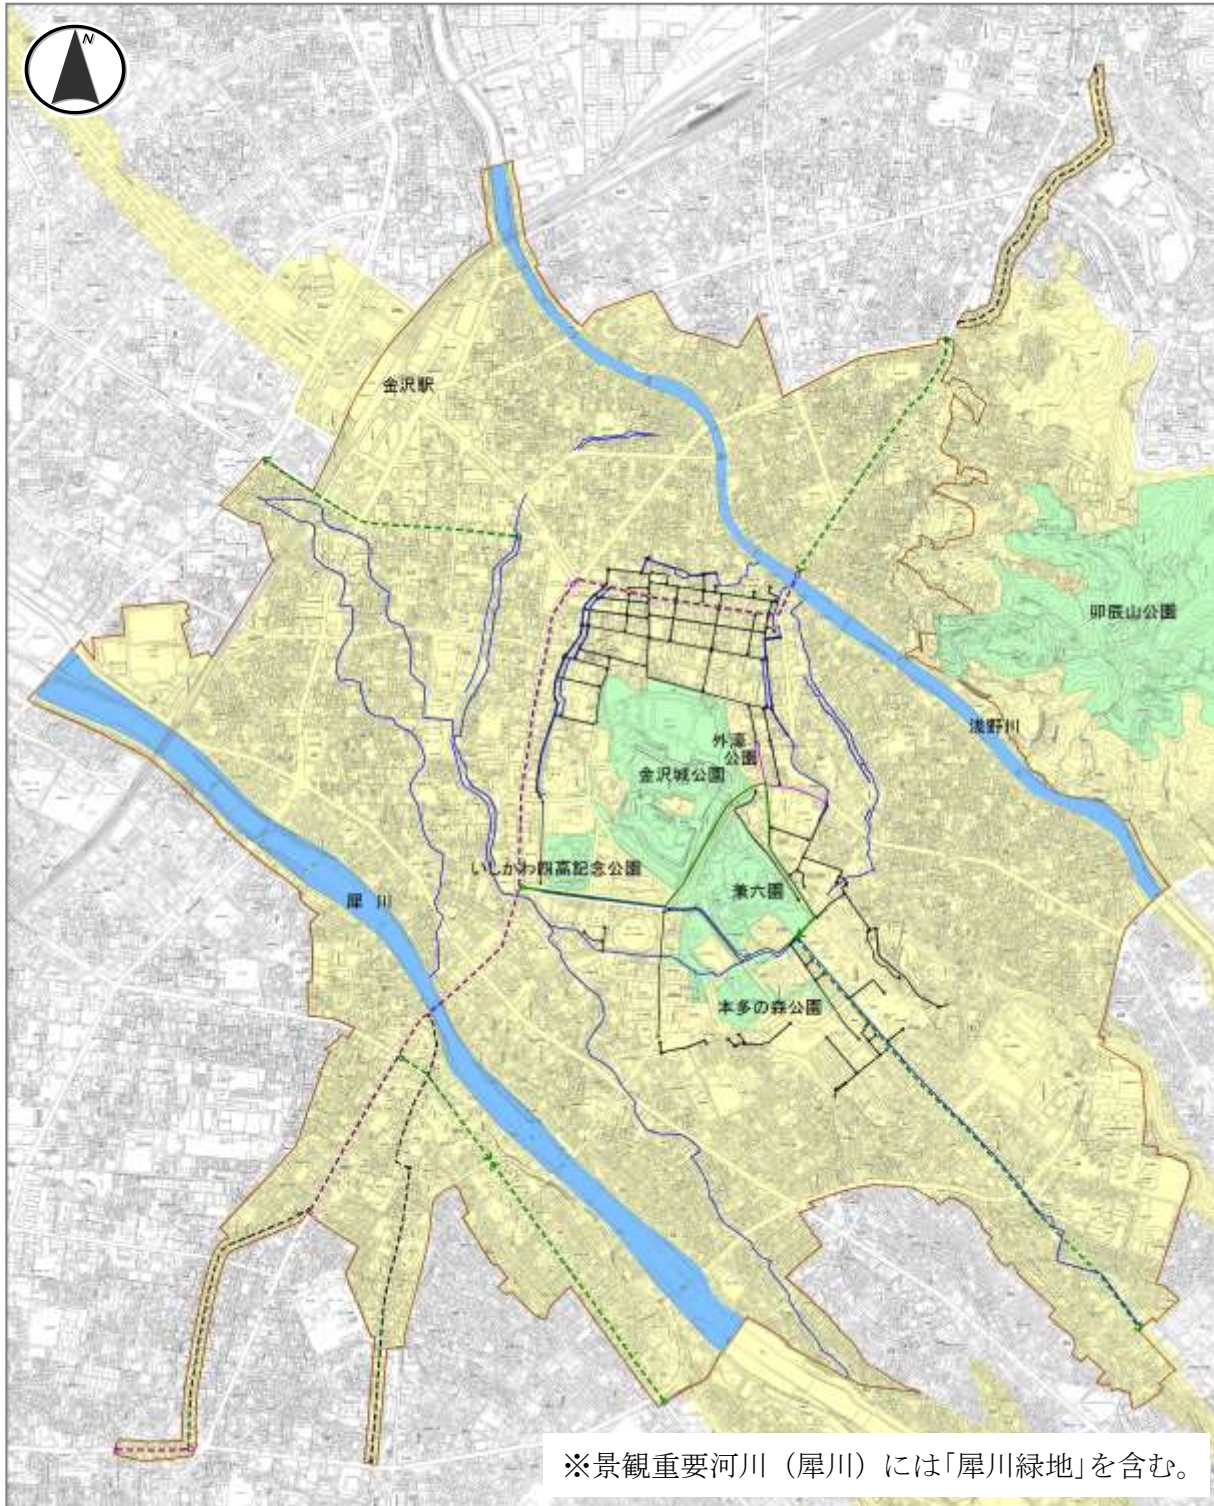 N
金沢駅
卯辰山公園
浅野川
外濠
公園
金沢城公園
いしかわ四高記念公園
兼六園
犀 川
本多の森公園
※景観重要河川（犀川）には「犀川緑地」を含む。